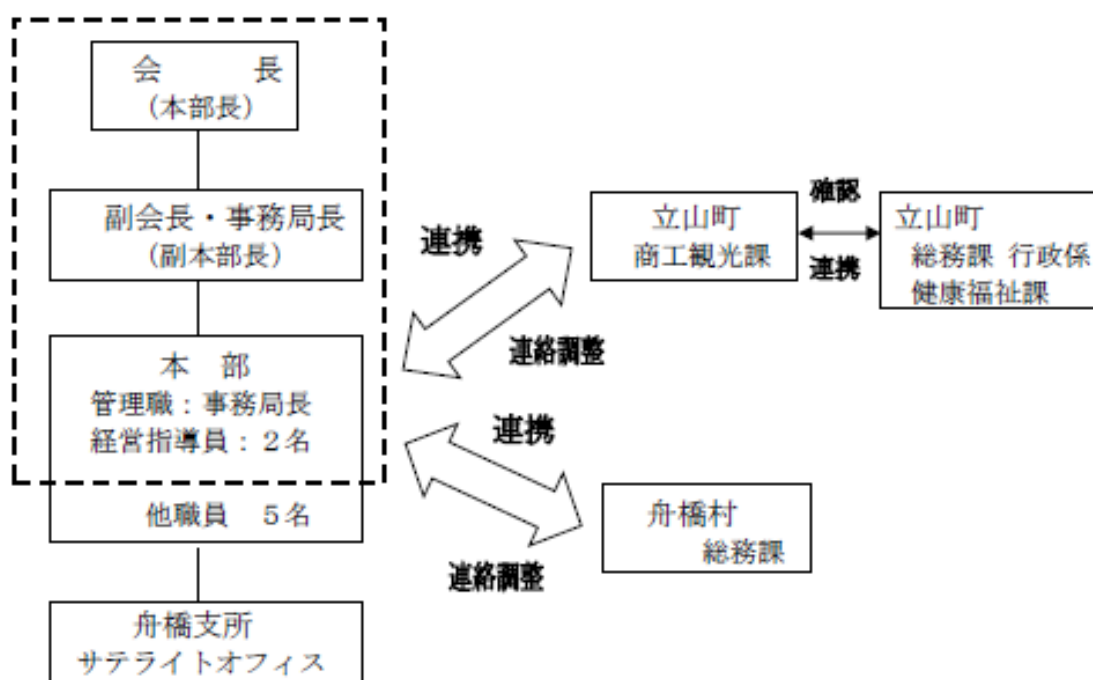 会　　　長
（本部長）
副会長・事務局長
（副本部長）
本　部
管理職：事務局長
経営指導員：２名
他職員　５名
舟橋支所
サテライトオフィス
連携
連絡調整
連携
連絡調整
立山町
商工観光課
確認
連携
立山町
総務課 行政係
健康福祉課
舟橋村
総務課